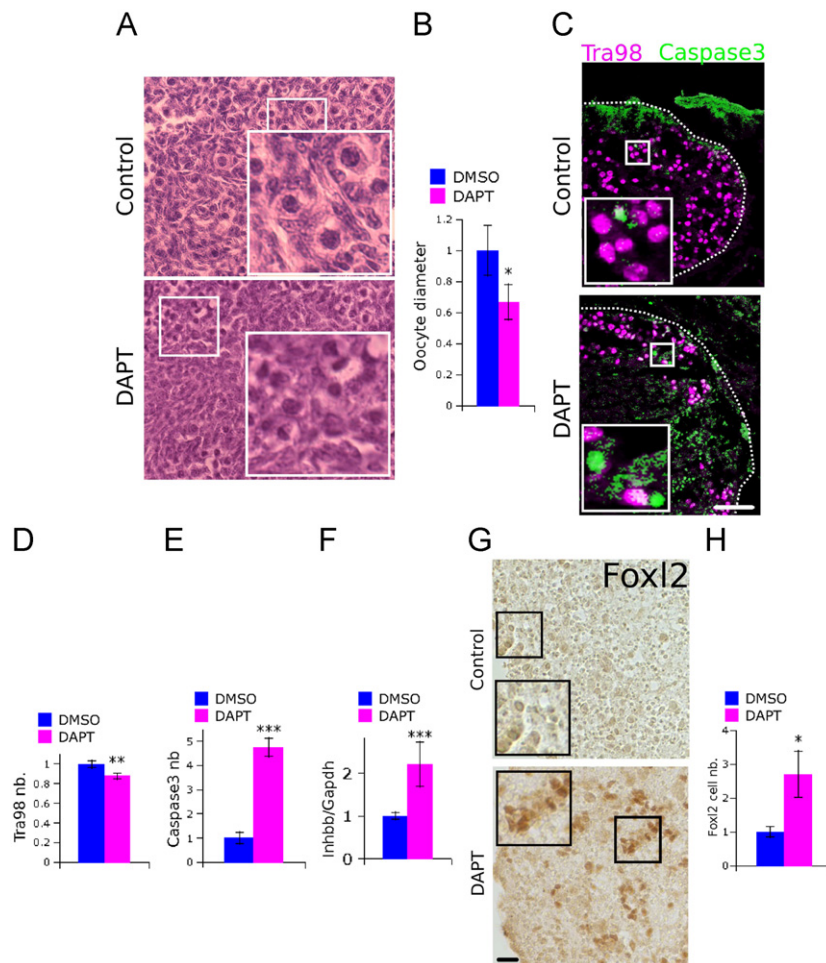 A
B
C
Tra98 Caspase3
Control
DAPT
DMSO
DAPT
Oocyte diameter
1.2
1
0.8
0.6
0.4
0.2
0
*
Control
DAPT
D
E
F
G
H
DMSO
DAPT
Tra98 nb.
1
0.8
0.6
0.4
0.2
0
**
DMSO
DAPT
Caspase3 nb
5
4
3
2
1
0
***
DMSO
DAPT
Inhbb/Gapdh
2
1
0
***
Foxl2
Control
DAPT
DMSO
DAPT
Foxl2 cell nb.
4
3
2
1
0
*